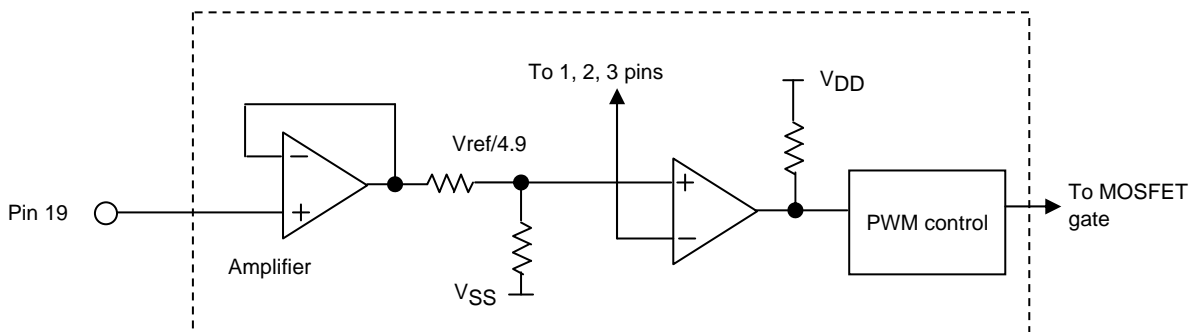 To 1, 2, 3 pins
VDD
Vref/4.9
−
+
−
+
Pin 19
Amplifier
VSS
PWM control
To MOSFET
gate